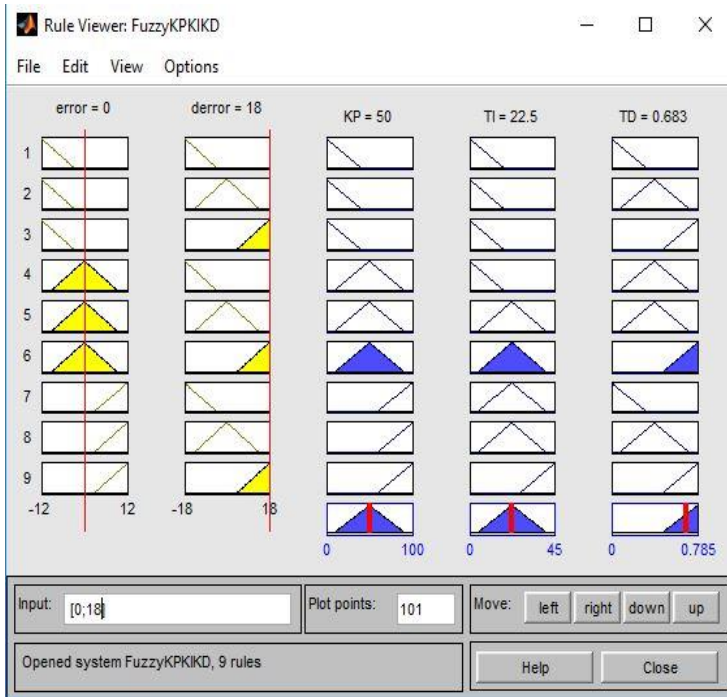 Rule Viewer: FuzzyKPKIKD
File Edit View Options
error = 0 derror = 18 KP = 50 TI = 22.5 TD = 0.683
1
2
3
4
5
6
7
8
9
-12 12 -18 18
0 100 0 45 0 0.785
Input: [0;18] Plot points: 101 Move: left right down up
Opened system FuzzyKPKIKD, 9 rules Help Close